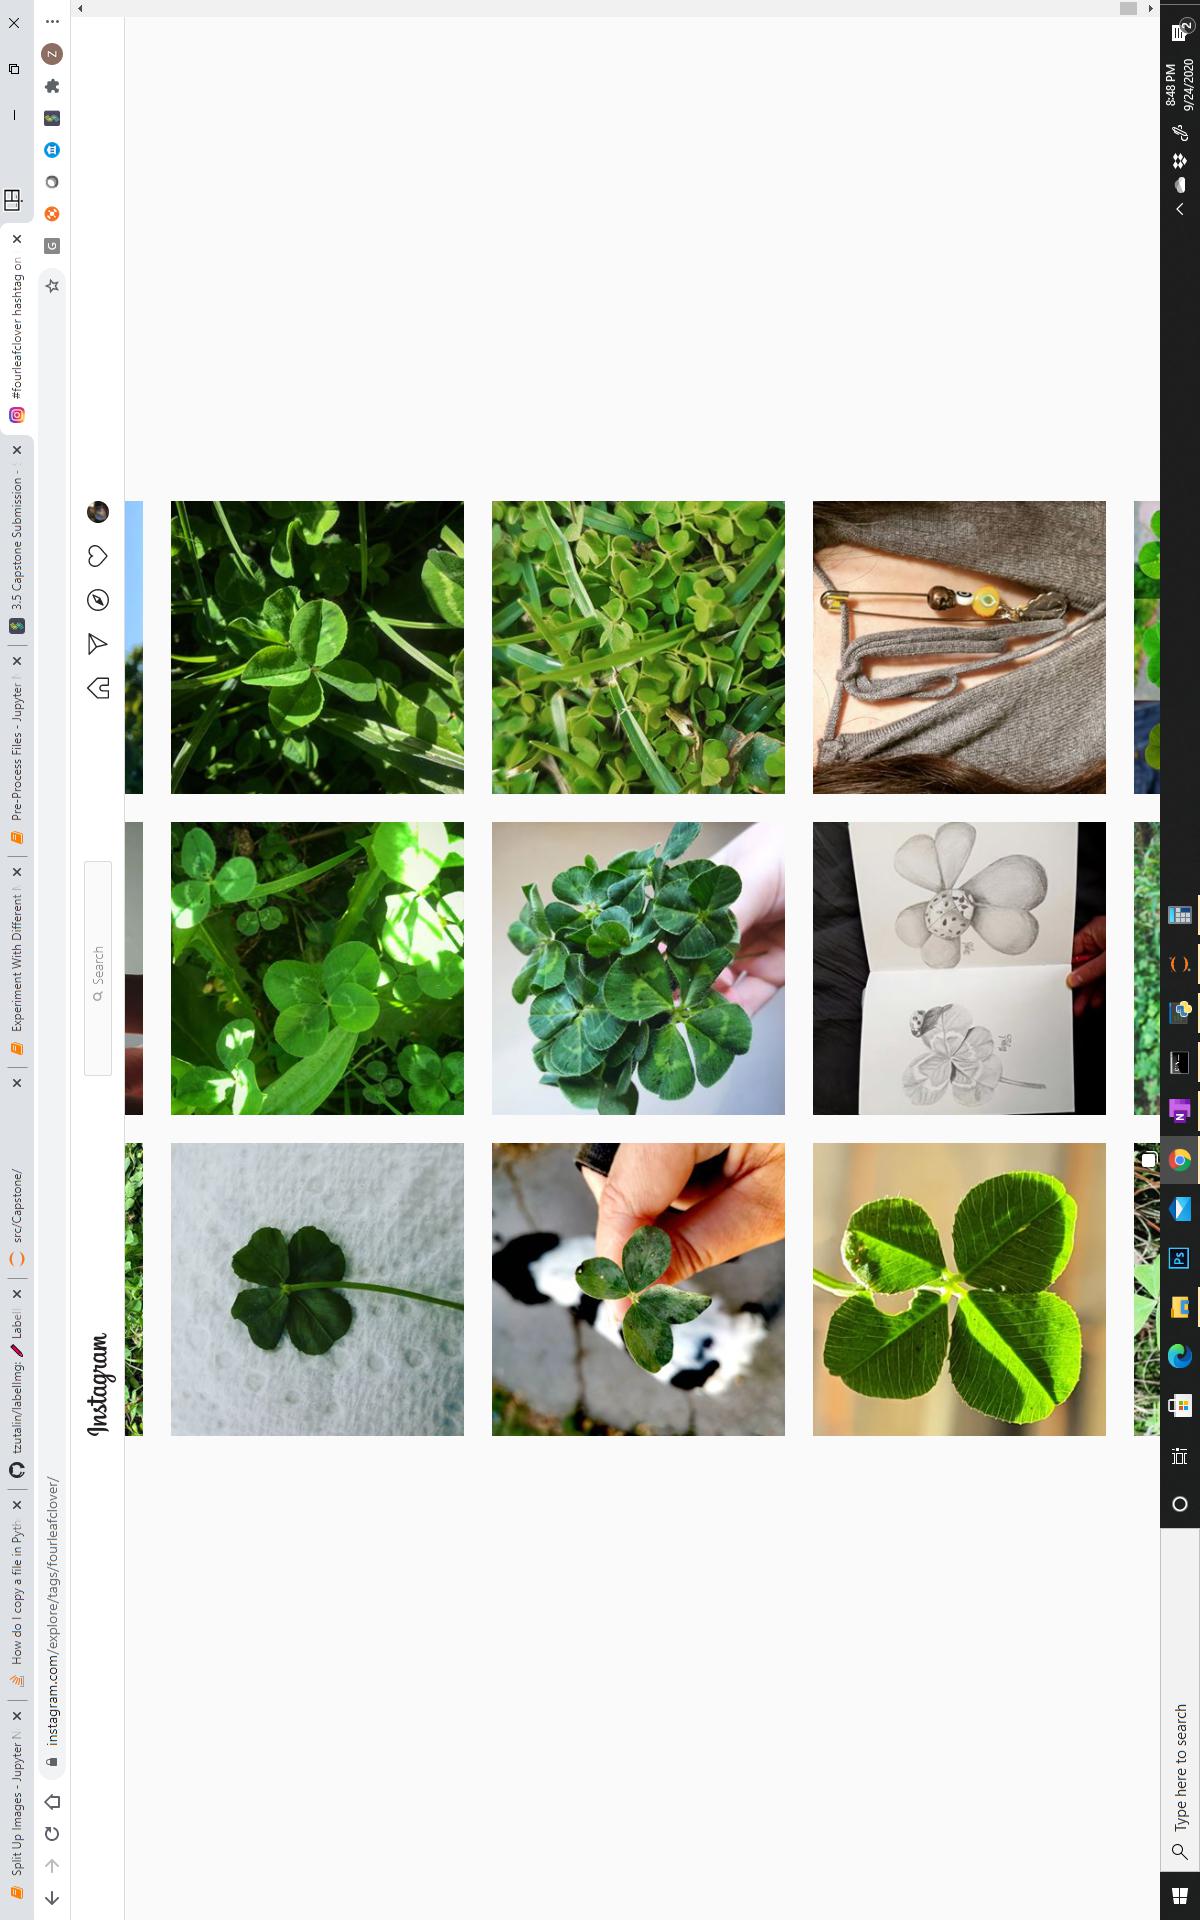 Split Up Images - Jupyter N
How do I copy a file in Pyth
tzutalin/labelImg: Labell
src/Capstone/
Experiment With Different
Pre-Process Files - Jupyter
3.5 Capstone Submission -
#fourleafclover hashtag on
instagram.com/explore/tags/fourleafclover/
G
Z
Instagram
Search
Type here to search
Ps
N
8:48 PM
9/24/2020
2